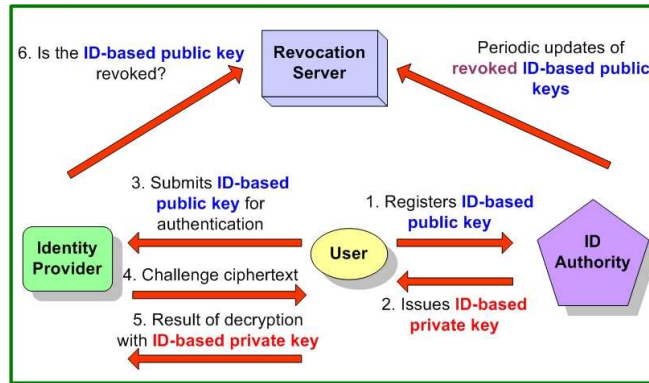 6. Is the ID-based public key
revoked?
Revocation
Server
Periodic updates of
revoked ID-based public
keys
3. Submits ID-based
public key for
authentication
1. Registers ID-based
public key
Identity
Provider
User
ID
Authority
4. Challenge ciphertext
2. Issues ID-based
private key
5. Result of decryption
with ID-based private key